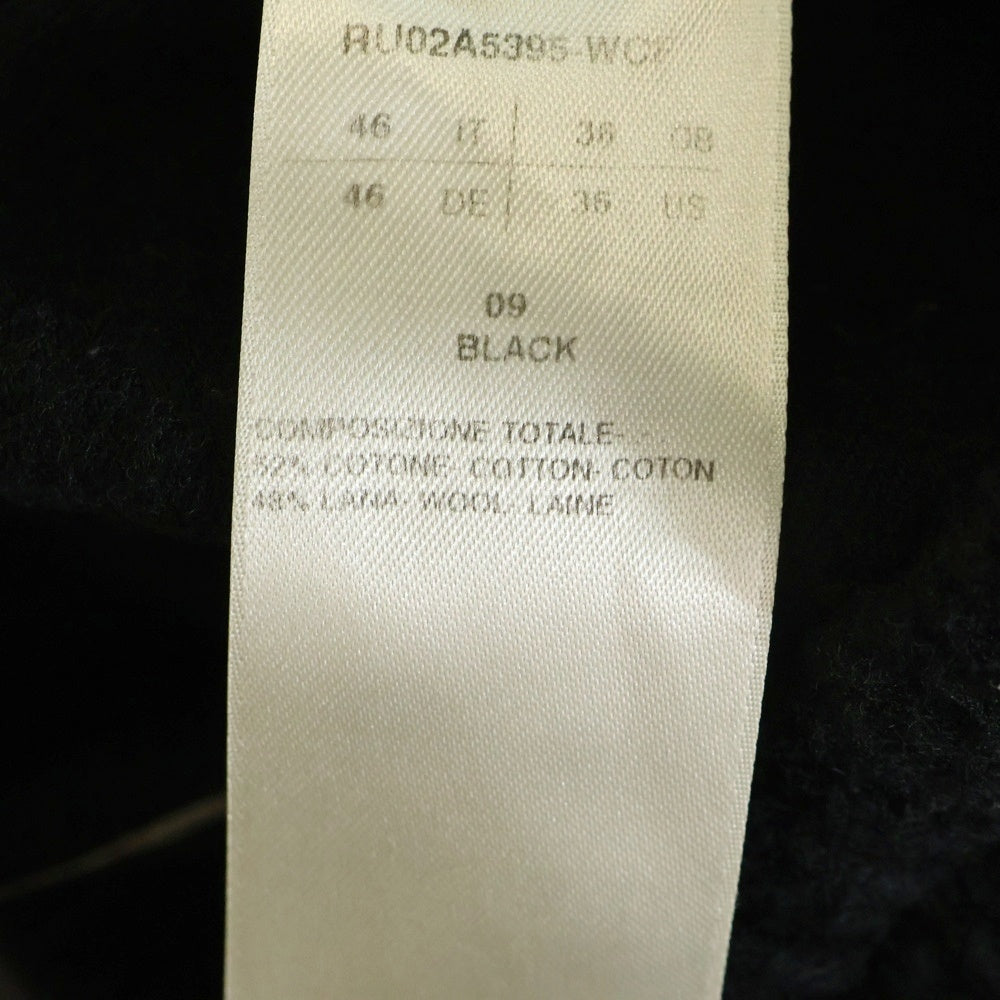 RU02A5395-WCF
46 IT | 36 GB
46 DE | 36 US
09
BLACK
COMPOSIZIONE TOTALE-
52% COTONE- COTTON- COTON
48% LANA- WOOL- LAINE